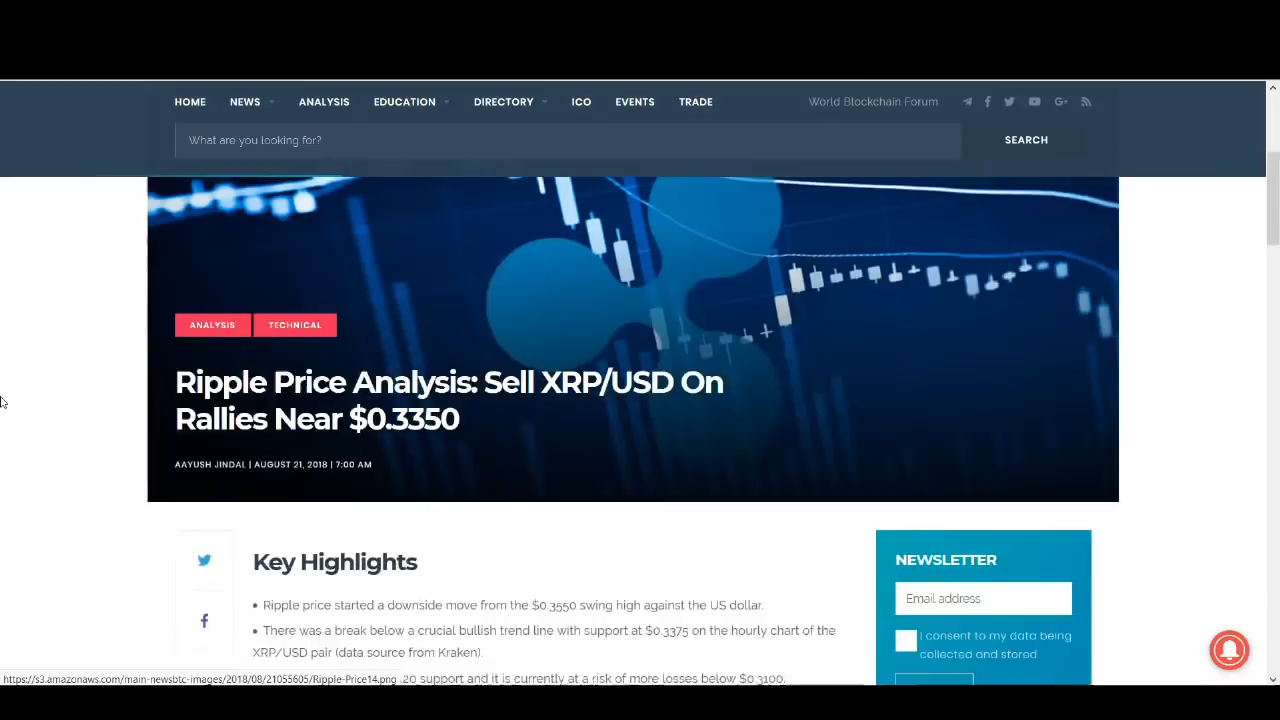 HOME NEWS ANALYSIS EDUCATION DIRECTORY ICO EVENTS TRADE World Blockchain Forum
What are you looking for? SEARCH
ANALYSIS TECHNICAL
Ripple Price Analysis: Sell XRP/USD On
Rallies Near $0.3350
AAYUSH JINDAL | AUGUST 21, 2018 | 7:00 AM
Key Highlights
Ripple price started a downside move from the $0.3550 swing high against the US dollar.
There was a break below a crucial bullish trend line with support at $0.3375 on the hourly chart of the
XRP/USD pair (data source from Kraken).
20 support and it is currently at a risk of more losses below $0.3100.
NEWSLETTER
Email address
I consent to my data being
collected and stored
https://s3.amazonaws.com/main-newsbtc-images/2018/08/21055605/Ripple-Price14.png